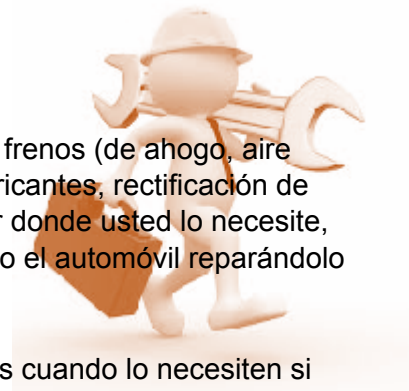 frenos (de ahogo, aire
ricantes, rectificación de
r donde usted lo necesite,
o el automóvil reparándolo
s cuando lo necesiten si